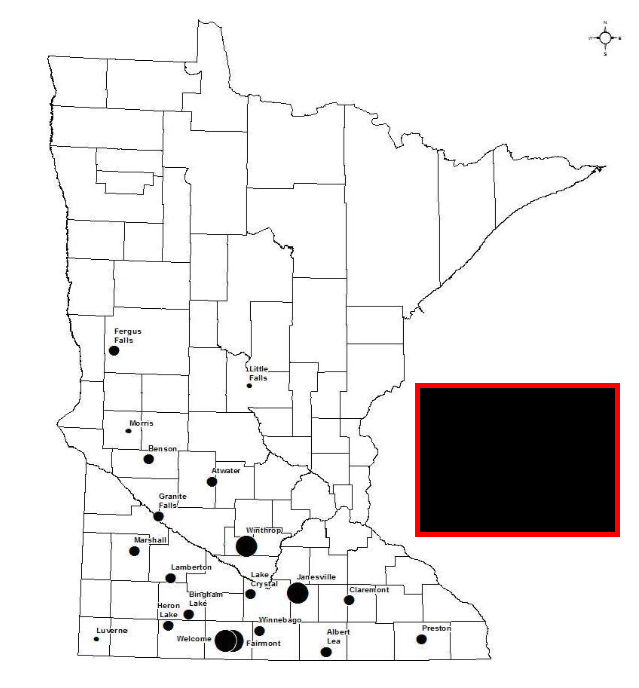 N
W E
S
Fergus
Falls
Little
Falls
Morris
Benson
Atwater
Granite
Falls
Winthrop
Marshall
Lamberton
Lake
Crystal
Janesville
Claremont
Bingham
Lake
Heron
Lake
Winnebago
Luverne
Welcome
Fairmont
Albert
Lea
Preston